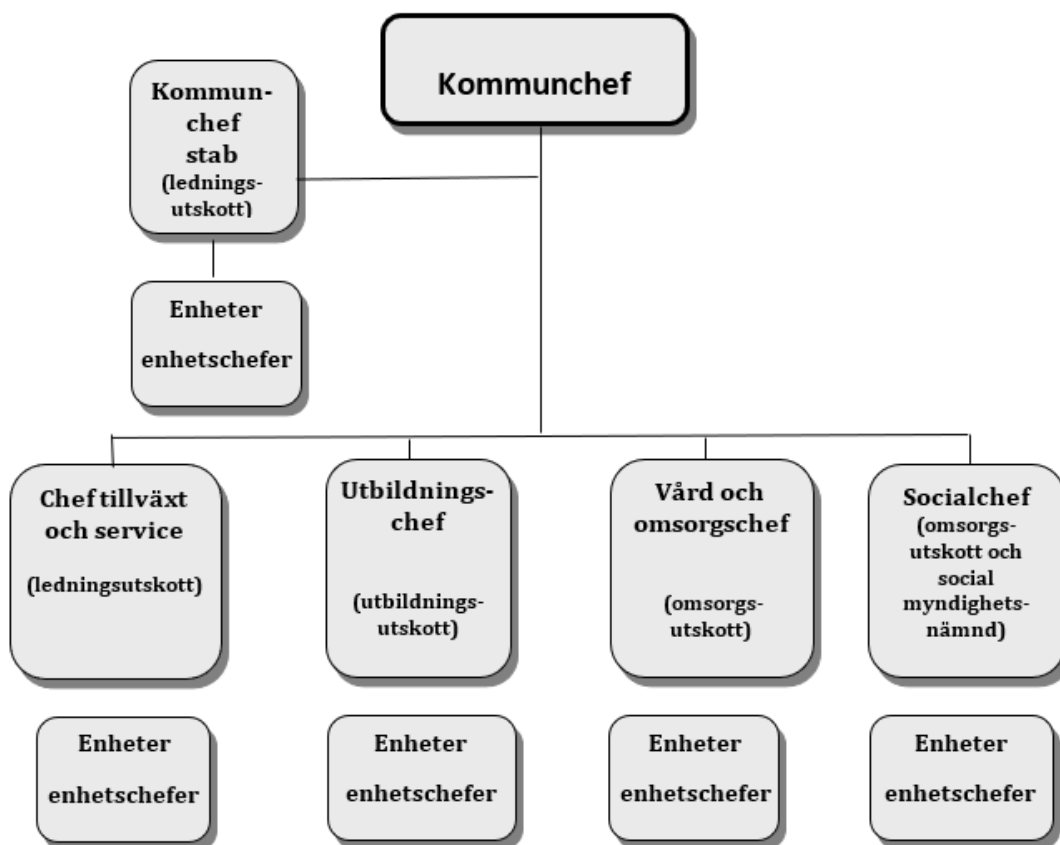 Kommunchef
Kommun-
chef
stab
(lednings-
utskott)
Enheter
enhetschefer
Chef tillväxt
och service
(ledningsutskott)
Utbildnings-
chef
(utbildnings-
utskott)
Vård och
omsorgschef
(omsorgs-
utskott)
Socialchef
(omsorgs-
utskott och
social
myndighets-
nämnd)
Enheter
enhetschefer
Enheter
enhetschefer
Enheter
enhetschefer
Enheter
enhetschefer